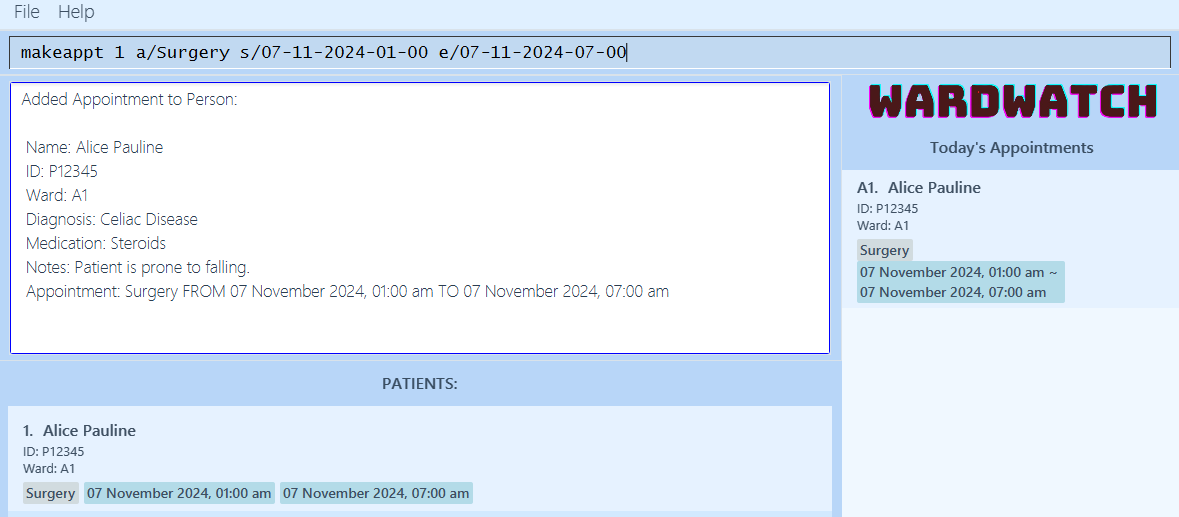 File Help
makeappt 1 a/Surgery s/07-11-2024-01-00 e/07-11-2024-07-00
Added Appointment to Person:
Name: Alice Pauline
ID: P12345
Ward: A1
Diagnosis: Celiac Disease
Medication: Steroids
Notes: Patient is prone to falling.
Appointment: Surgery FROM 07 November 2024, 01:00 am TO 07 November 2024, 07:00 am
PATIENTS:
1. Alice Pauline
ID: P12345
Ward: A1
Surgery 07 November 2024, 01:00 am 07 November 2024, 07:00 am
WARDWATCH
Today's Appointments
A1. Alice Pauline
ID: P12345
Ward: A1
Surgery
07 November 2024, 01:00 am ~
07 November 2024, 07:00 am